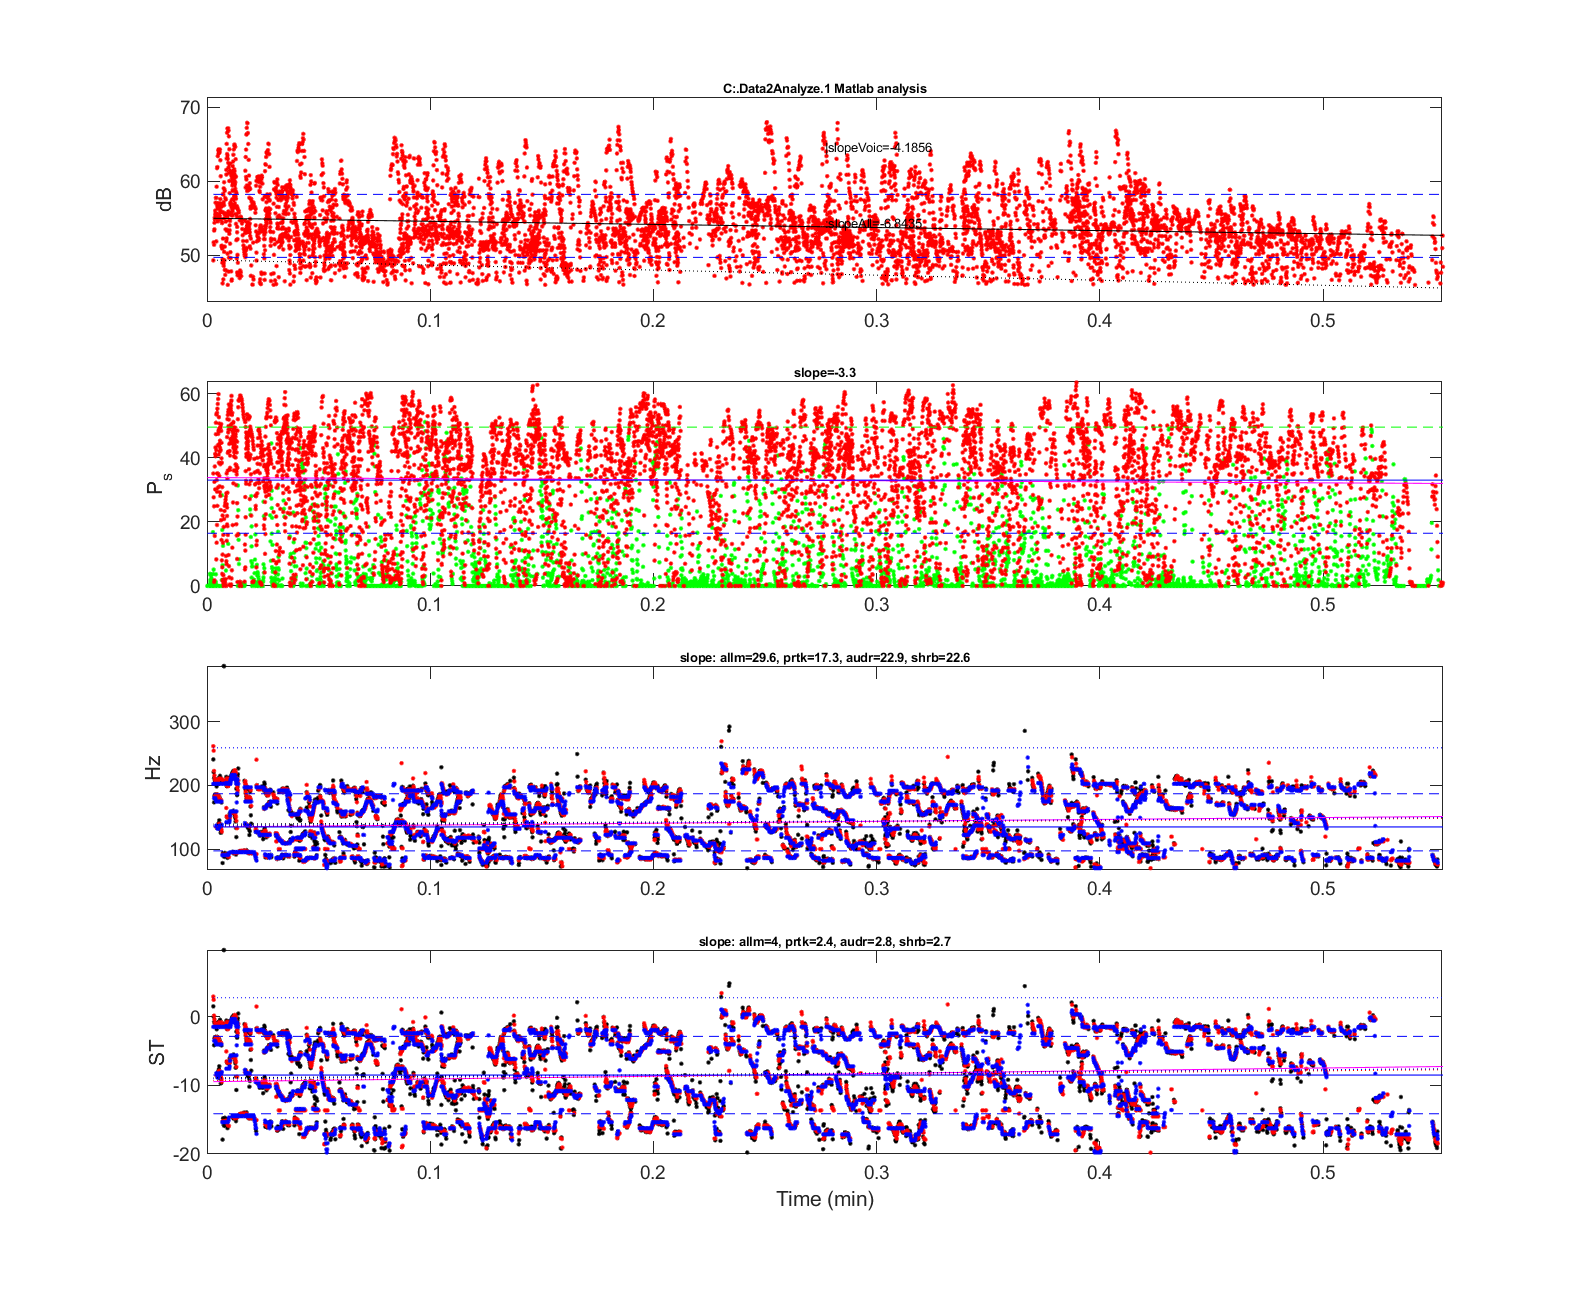 C:.Data2Analyze.1 Matlab analysis
70
60
50
dB
slopeVoic=-4.1856
slopeAll=-6.8435
0 0.1 0.2 0.3 0.4 0.5
slope=-3.3
60
40
20
0
Ps
0 0.1 0.2 0.3 0.4 0.5
slope: allm=29.6, prtk=17.3, audr=22.9, shrb=22.6
300
200
100
Hz
0 0.1 0.2 0.3 0.4 0.5
slope: allm=4, prtk=2.4, audr=2.8, shrb=2.7
0
-10
-20
ST
0 0.1 0.2 0.3 0.4 0.5
Time (min)